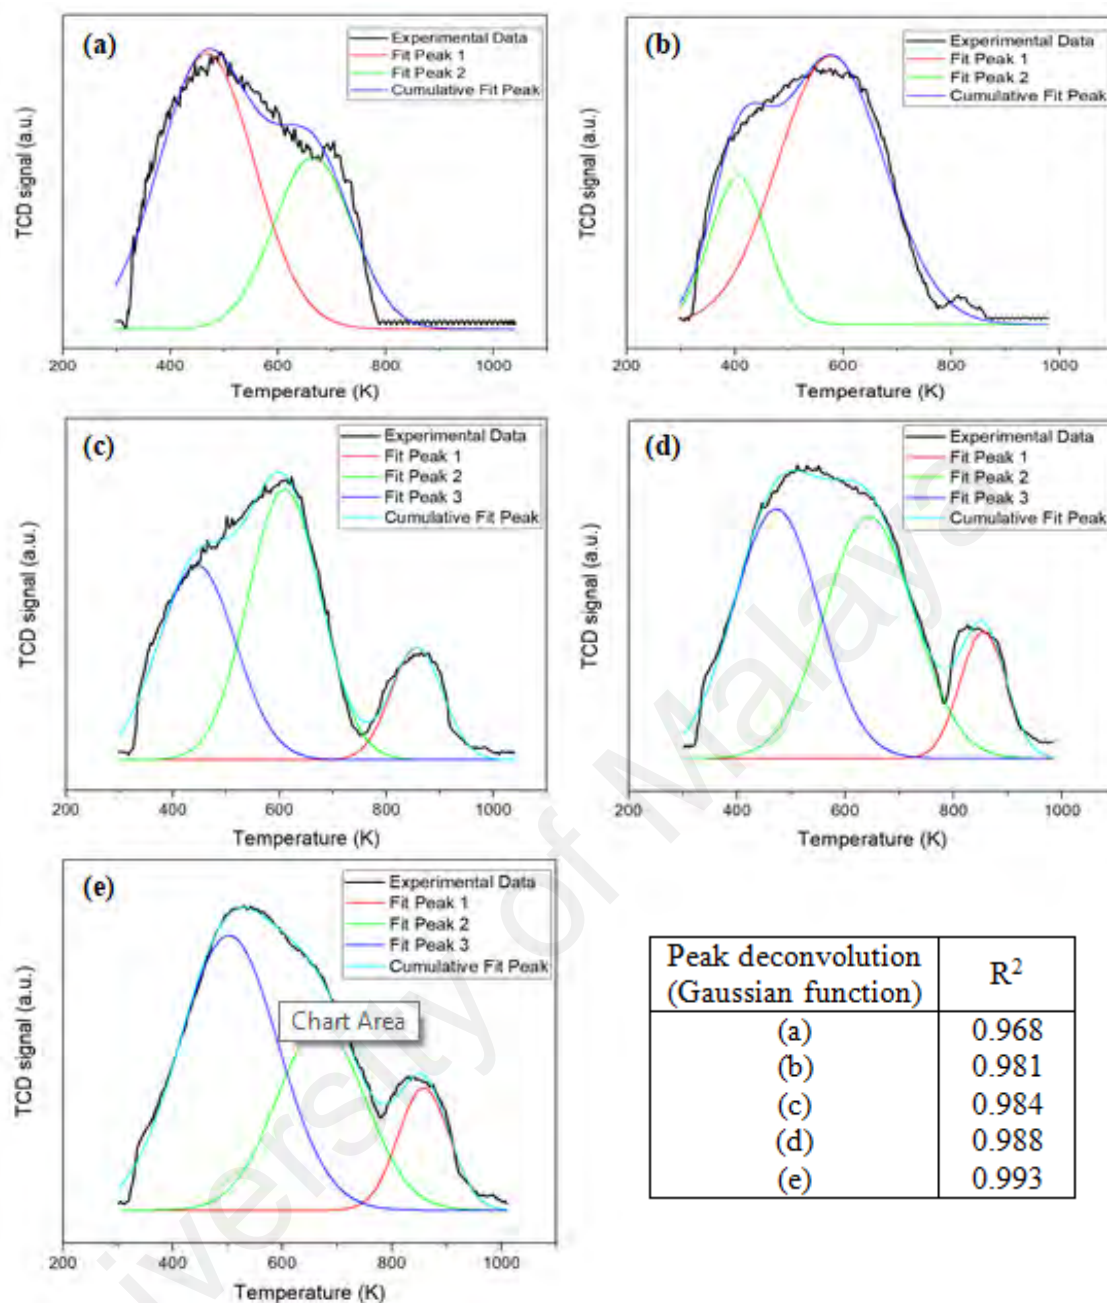 (a)
Experimental Data
Fit Peak 1
Fit Peak 2
Cumulative Fit Peak
TCD signal (a.u.)
200 400 600 800 1000
Temperature (K)
(b)
Experimental Data
Fit Peak 1
Fit Peak 2
Cumulative Fit Peak
TCD signal (a.u.)
200 400 600 800 1000
Temperature (K)
(c)
Experimental Data
Fit Peak 1
Fit Peak 2
Fit Peak 3
Cumulative Fit Peak
TCD signal (a.u.)
200 400 600 800 1000
Temperature (K)
(d)
Experimental Data
Fit Peak 1
Fit Peak 2
Fit Peak 3
Cumulative Fit Peak
TCD signal (a.u.)
200 400 600 800 1000
Temperature (K)
(e)
Experimental Data
Fit Peak 1
Fit Peak 2
Fit Peak 3
Cumulative Fit Peak
Chart Area
TCD signal (a.u.)
200 400 600 800 1000
Temperature (K)
Peak deconvolution
(Gaussian function) R²
(a) 0.968
(b) 0.981
(c) 0.984
(d) 0.988
(e) 0.993
iversity of Malaya